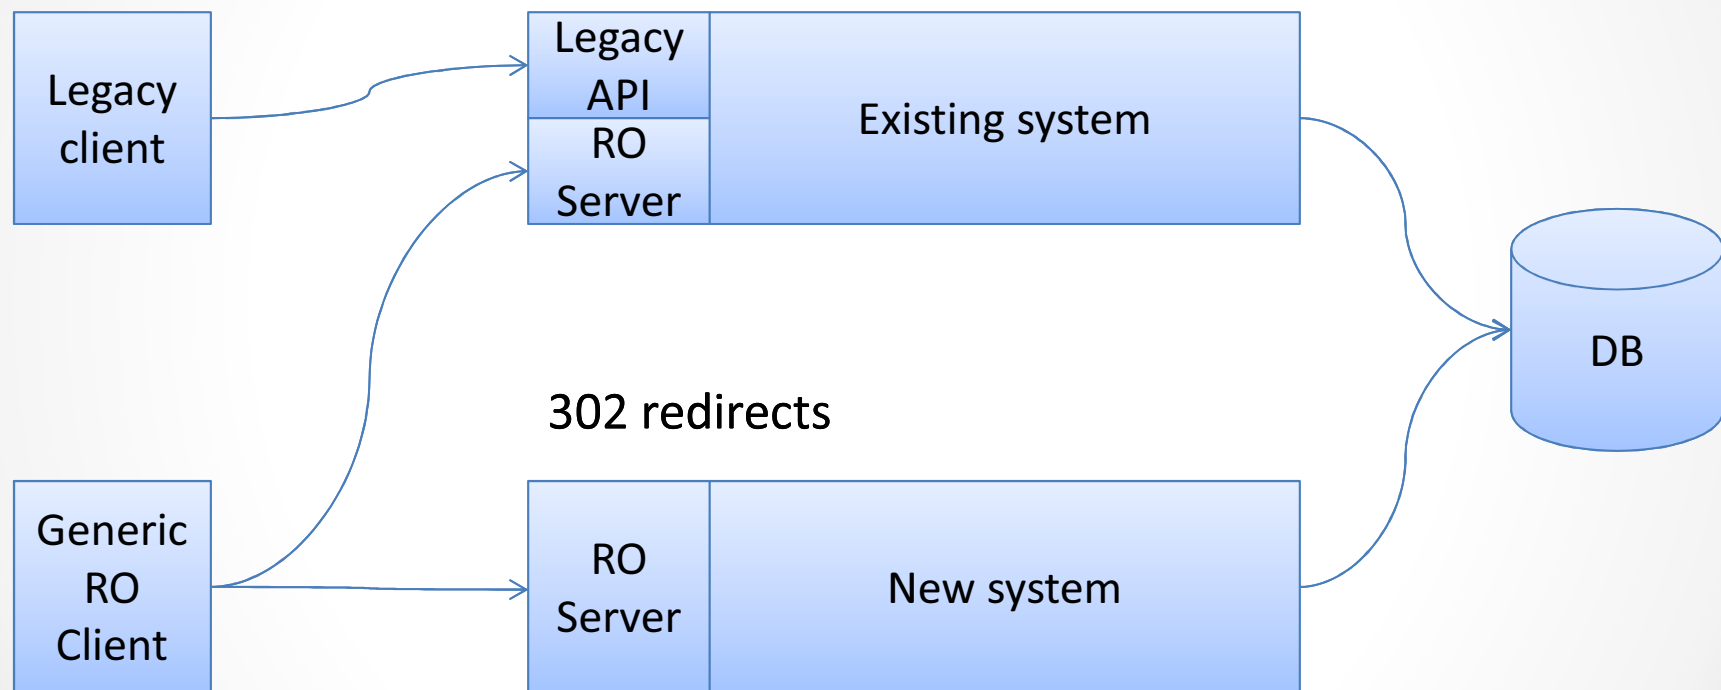 Legacy
client
Legacy
API
RO
Server
Existing system
DB
302 redirects
Generic
RO
Client
RO
Server
New system